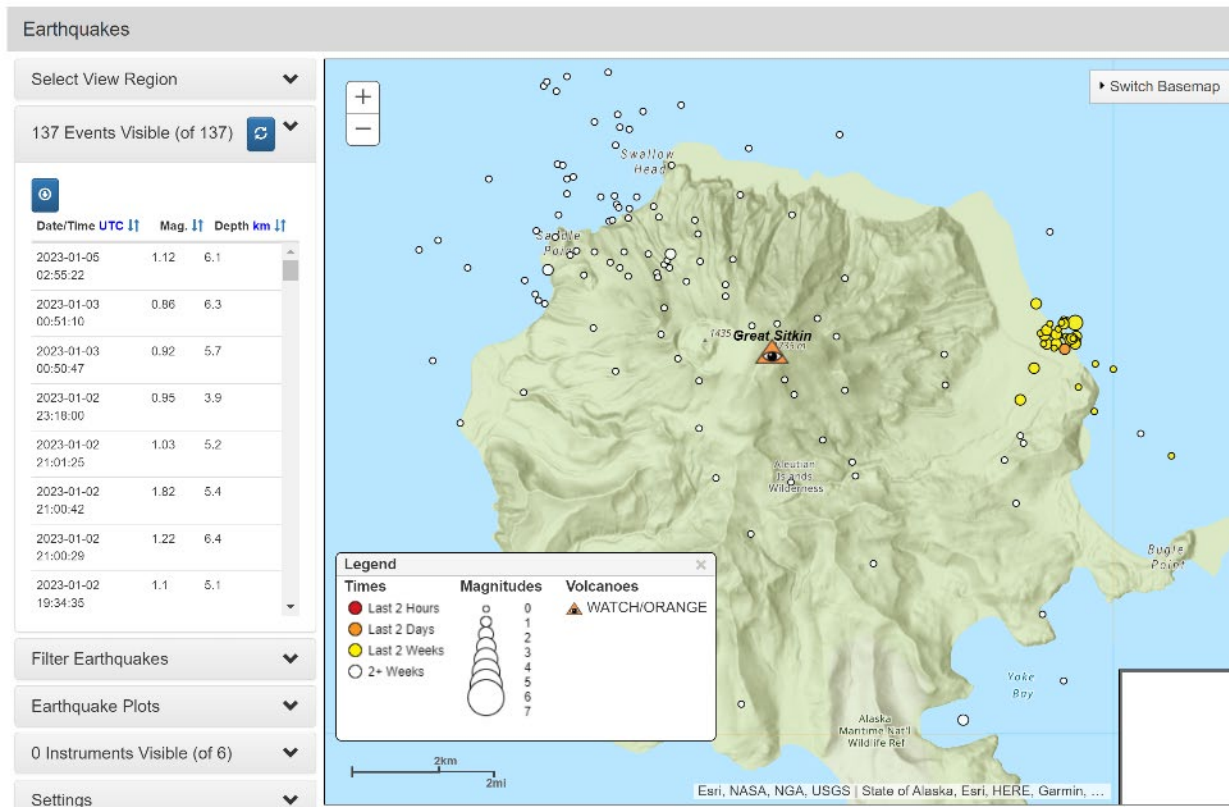 Earthquakes
Select View Region
137 Events Visible (of 137)
Date/Time UTC Mag. Depth km
2023-01-05 02:55:22 1.12 6.1
2023-01-03 00:51:10 0.86 6.3
2023-01-03 00:50:47 0.92 5.7
2023-01-02 23:18:00 0.95 3.9
2023-01-02 21:01:25 1.03 5.2
2023-01-02 21:00:42 1.82 5.4
2023-01-02 21:00:29 1.22 6.4
2023-01-02 19:34:35 1.1 5.1
Filter Earthquakes
Earthquake Plots
0 Instruments Visible (of 6)
Settings
+
−
Switch Basemap
Swallow
Head
Saddle
Point
1435
Great Sitkin
Aleutian
Islands
Wilderness
Bugle
Point
Yoke
Bay
Alaska
Maritime Nat'l
Wildlife Ref
Legend
Times Magnitudes Volcanoes
Last 2 Hours
Last 2 Days
Last 2 Weeks
2+ Weeks
0
1
2
3
4
5
6
7
WATCH/ORANGE
2km
2mi
Esri, NASA, NGA, USGS | State of Alaska, Esri, HERE, Garmin, ...